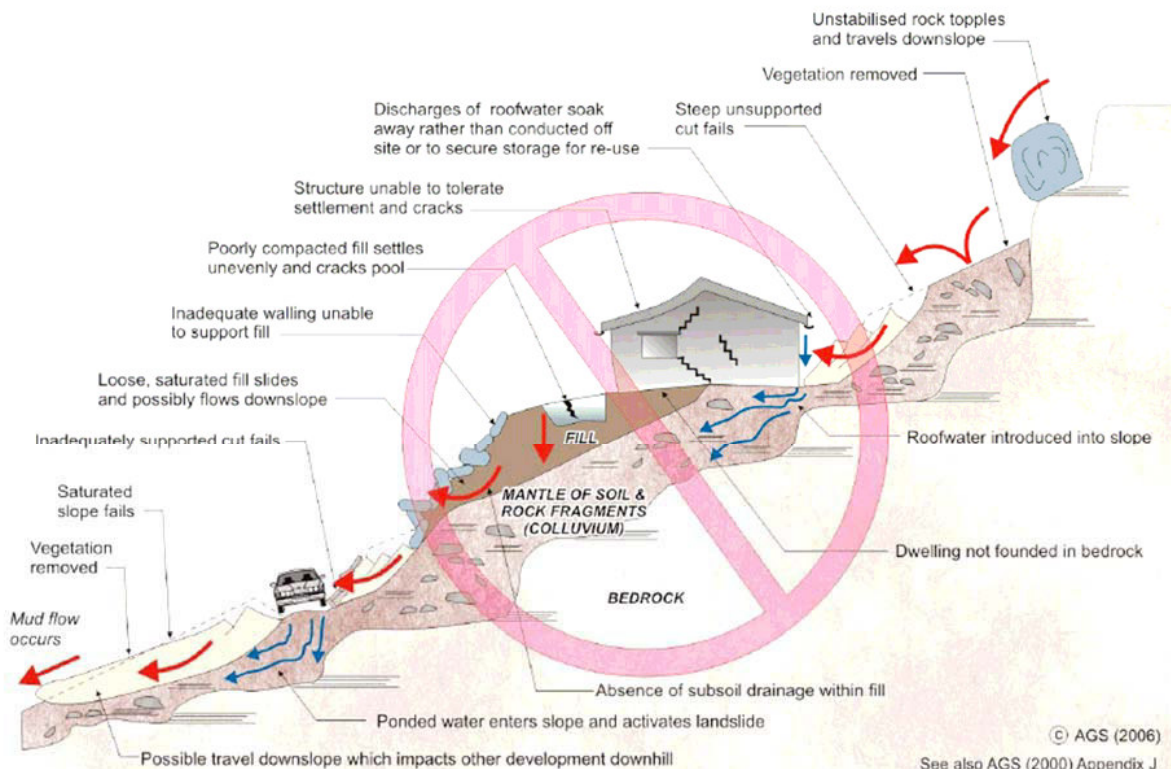 Unstabilised rock topples
and travels downslope
Vegetation removed
Discharges of roofwater soak
away rather than conducted off
site or to secure storage for re-use
Steep unsupported
cut fails
Structure unable to tolerate
settlement and cracks
Poorly compacted fill settles
unevenly and cracks pool
Inadequate walling unable
to support fill
Loose, saturated fill slides
and possibly flows downslope
Inadequately supported cut fails
Saturated
slope fails
Vegetation
removed
Mud flow
occurs
FILL
MANTLE OF SOIL &
ROCK FRAGMENTS
(COLLUVIUM)
BEDROCK
Roofwater introduced into slope
Dwelling not founded in bedrock
Absence of subsoil drainage within fill
Ponded water enters slope and activates landslide
Possible travel downslope which impacts other development downhill
© AGS (2006)
See also AGS (2000) Appendix J